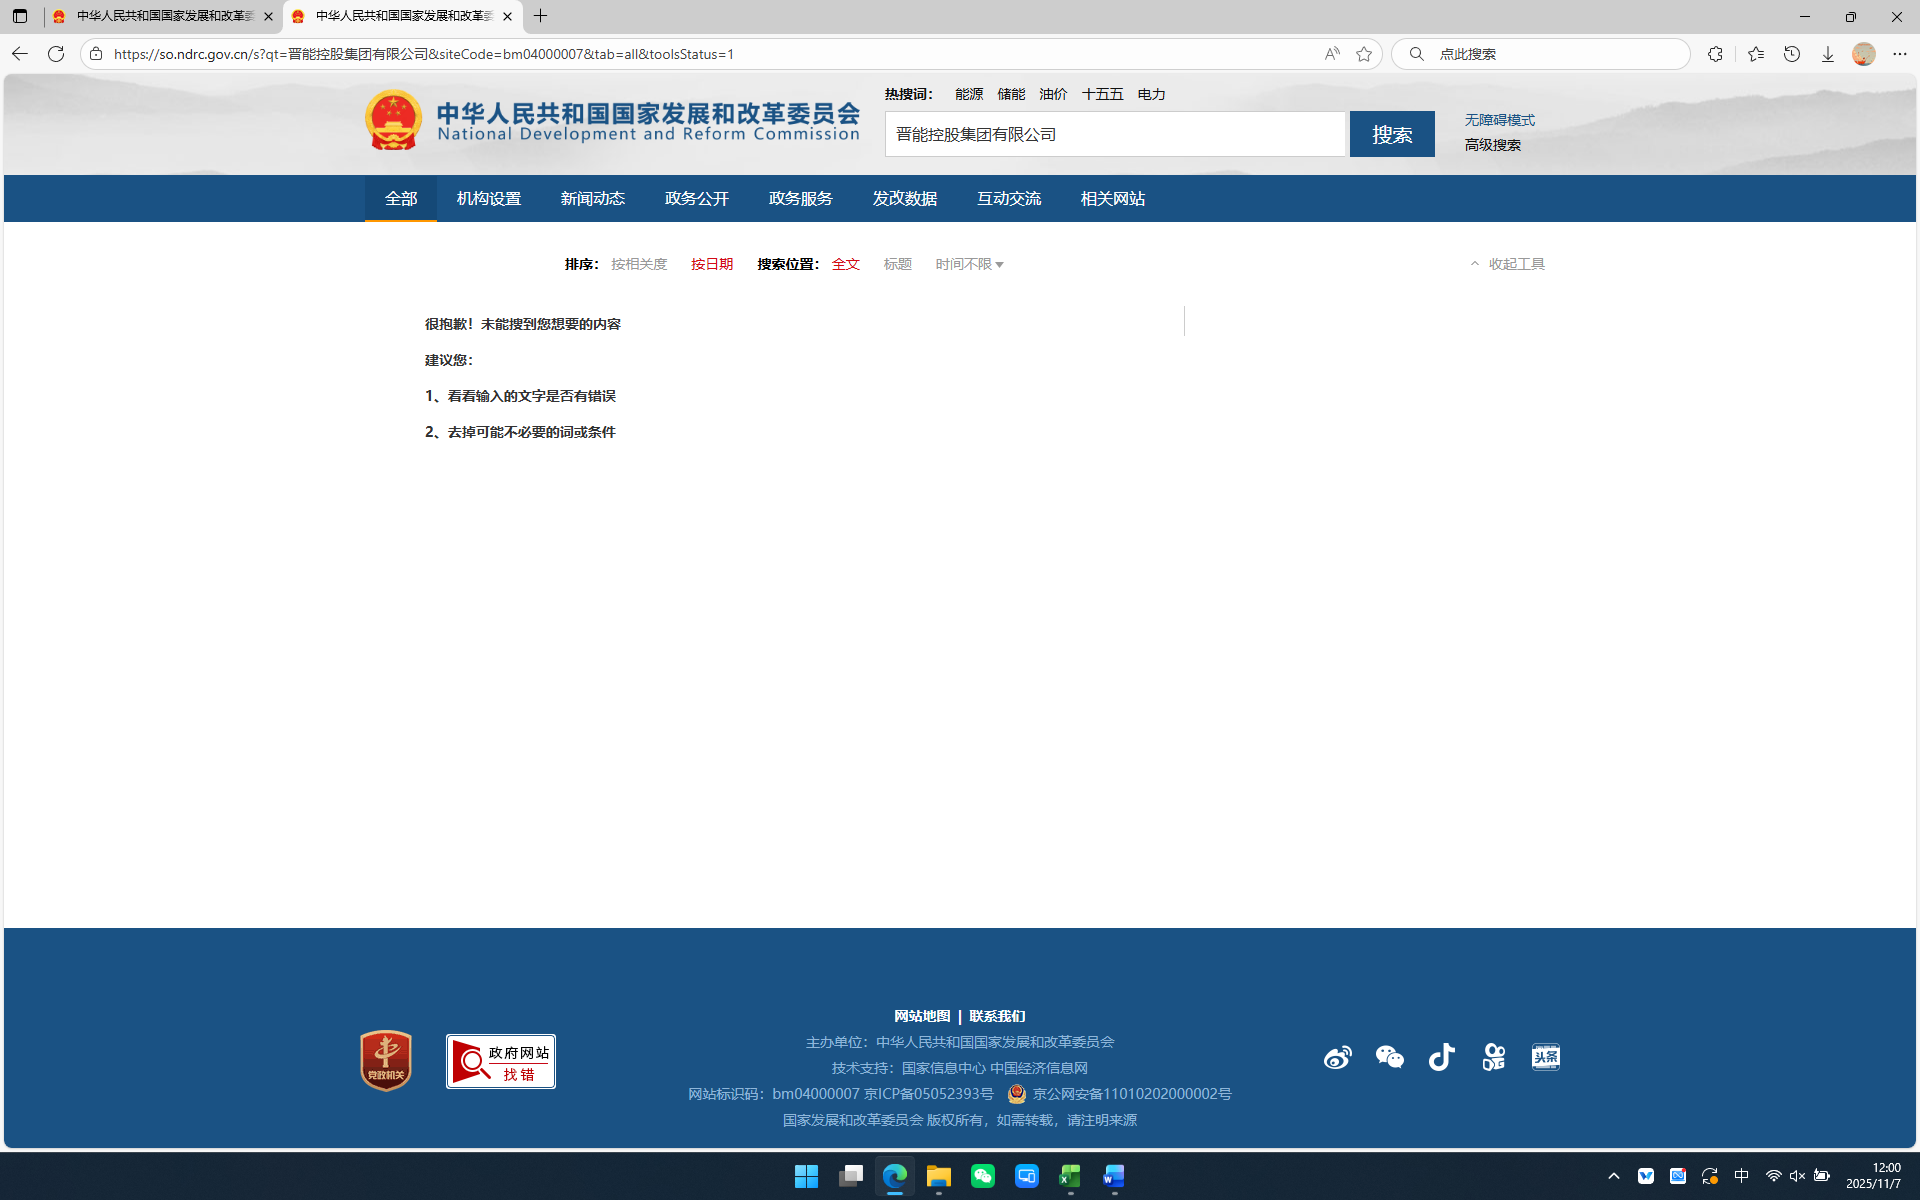 中华人民共和国国家发展和改革委
中华人民共和国国家发展和改革委
https://so.ndrc.gov.cn/s?qt=晋能控股集团有限公司&siteCode=bm04000007&tab=all&toolsStatus=1
点此搜索
中华人民共和国国家发展和改革委员会
National Development and Reform Commission
热搜词： 能源 储能 油价 十五五 电力
晋能控股集团有限公司
搜索
无障碍模式
高级搜索
全部 机构设置 新闻动态 政务公开 政务服务 发改数据 互动交流 相关网站
排序： 按相关度 按日期 搜索位置： 全文 标题 时间不限 收起工具
很抱歉！未能搜到您想要的内容
建议您：
1、看看输入的文字是否有错误
2、去掉可能不必要的词或条件
党政机关
政府网站
找错
网站地图 | 联系我们
主办单位：中华人民共和国国家发展和改革委员会
技术支持：国家信息中心 中国经济信息网
网站标识码：bm04000007 京ICP备05052393号 京公网安备11010202000002号
国家发展和改革委员会 版权所有，如需转载，请注明来源
头条
中
12:00
2025/11/7